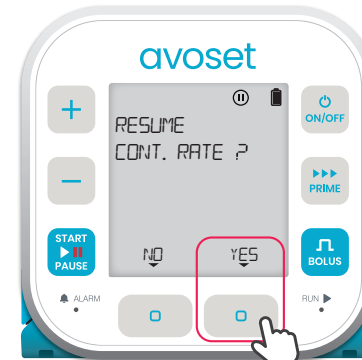 avoset
RESUME
CONT. RATE ?
NO YES
ON/OFF
PRIME
START
PAUSE
BOLUS
ALARM
RUN